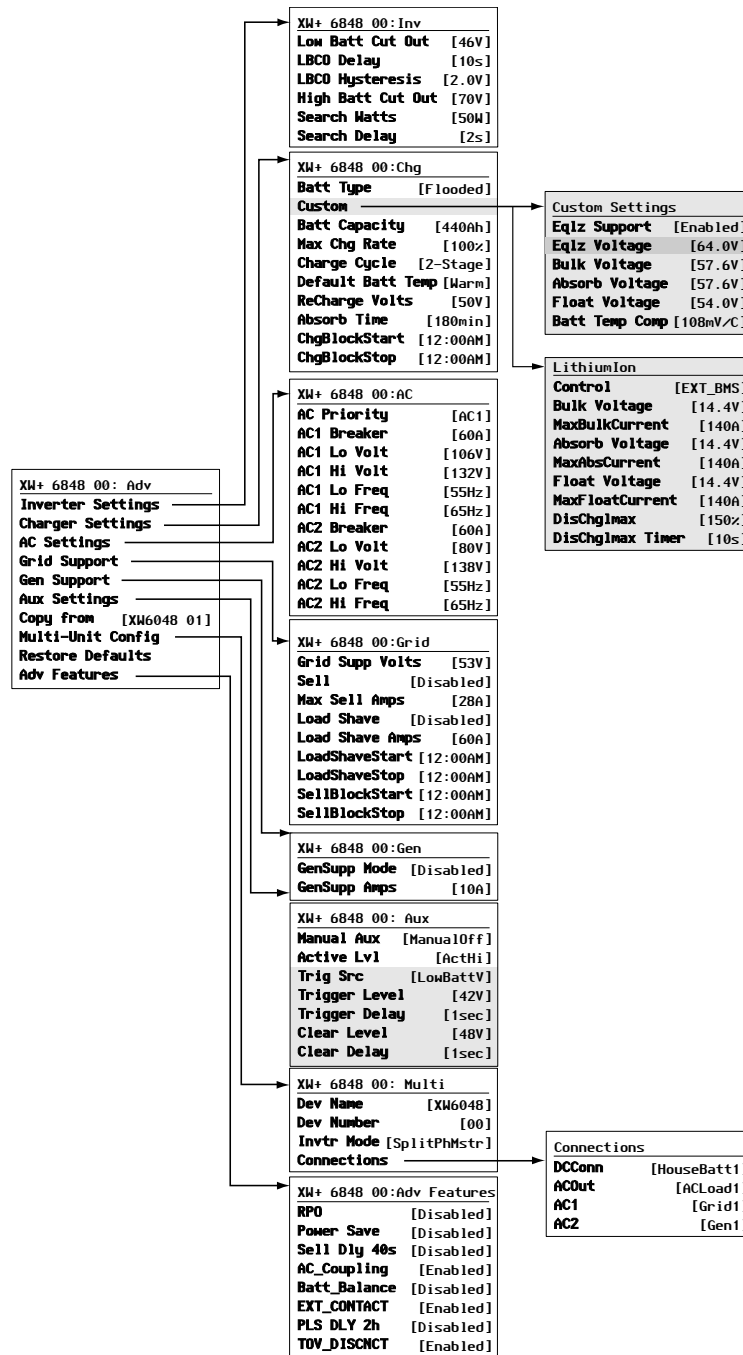 XW+ 6848 00: Adv
Inverter Settings
Charger Settings
AC Settings
Grid Support
Gen Support
Aux Settings
Copy from [XW6048 01]
Multi-Unit Config
Restore Defaults
Adv Features
XW+ 6848 00:Inv
Low Batt Cut Out [46V]
LBCO Delay [10s]
LBCO Hysteresis [2.0V]
High Batt Cut Out [70V]
Search Watts [50W]
Search Delay [2s]
XW+ 6848 00:Chg
Batt Type [Flooded]
Custom
Batt Capacity [440Ah]
Max Chg Rate [100%]
Charge Cycle [2-Stage]
Default Batt Temp [Warm]
ReCharge Volts [50V]
Absorb Time [180min]
ChgBlockStart [12:00AM]
ChgBlockStop [12:00AM]
Custom Settings
Eqlz Support [Enabled]
Eqlz Voltage [64.0V]
Bulk Voltage [57.6V]
Absorb Voltage [57.6V]
Float Voltage [54.0V]
Batt Temp Comp [108mV/C]
LithiumIon
Control [EXT_BMS]
Bulk Voltage [14.4V]
MaxBulkCurrent [140A]
Absorb Voltage [14.4V]
MaxAbsCurrent [140A]
Float Voltage [14.4V]
MaxFloatCurrent [140A]
DisChgImax [150%]
DisChgImax Timer [10s]
XW+ 6848 00:AC
AC Priority [AC1]
AC1 Breaker [60A]
AC1 Lo Volt [106V]
AC1 Hi Volt [132V]
AC1 Lo Freq [55Hz]
AC1 Hi Freq [65Hz]
AC2 Breaker [60A]
AC2 Lo Volt [80V]
AC2 Hi Volt [138V]
AC2 Lo Freq [55Hz]
AC2 Hi Freq [65Hz]
XW+ 6848 00:Grid
Grid Supp Volts [53V]
Sell [Disabled]
Max Sell Amps [28A]
Load Shave [Disabled]
Load Shave Amps [60A]
LoadShaveStart [12:00AM]
LoadShaveStop [12:00AM]
SellBlockStart [12:00AM]
SellBlockStop [12:00AM]
XW+ 6848 00:Gen
GenSupp Mode [Disabled]
GenSupp Amps [10A]
XW+ 6848 00: Aux
Manual Aux [ManualOff]
Active Lvl [ActHi]
Trig Src [LowBattV]
Trigger Level [42V]
Trigger Delay [1sec]
Clear Level [48V]
Clear Delay [1sec]
XW+ 6848 00: Multi
Dev Name [XW6048]
Dev Number [00]
Invtr Mode [SplitPhMstr]
Connections
Connections
DCConn [HouseBatt1]
ACOut [ACLoad1]
AC1 [Grid1]
AC2 [Gen1]
XW+ 6848 00:Adv Features
RPO [Disabled]
Power Save [Disabled]
Sell Dly 40s [Disabled]
AC_Coupling [Enabled]
Batt_Balance [Disabled]
EXT_CONTACT [Enabled]
PLS DLY 2h [Disabled]
TOV_DISCNCT [Enabled]